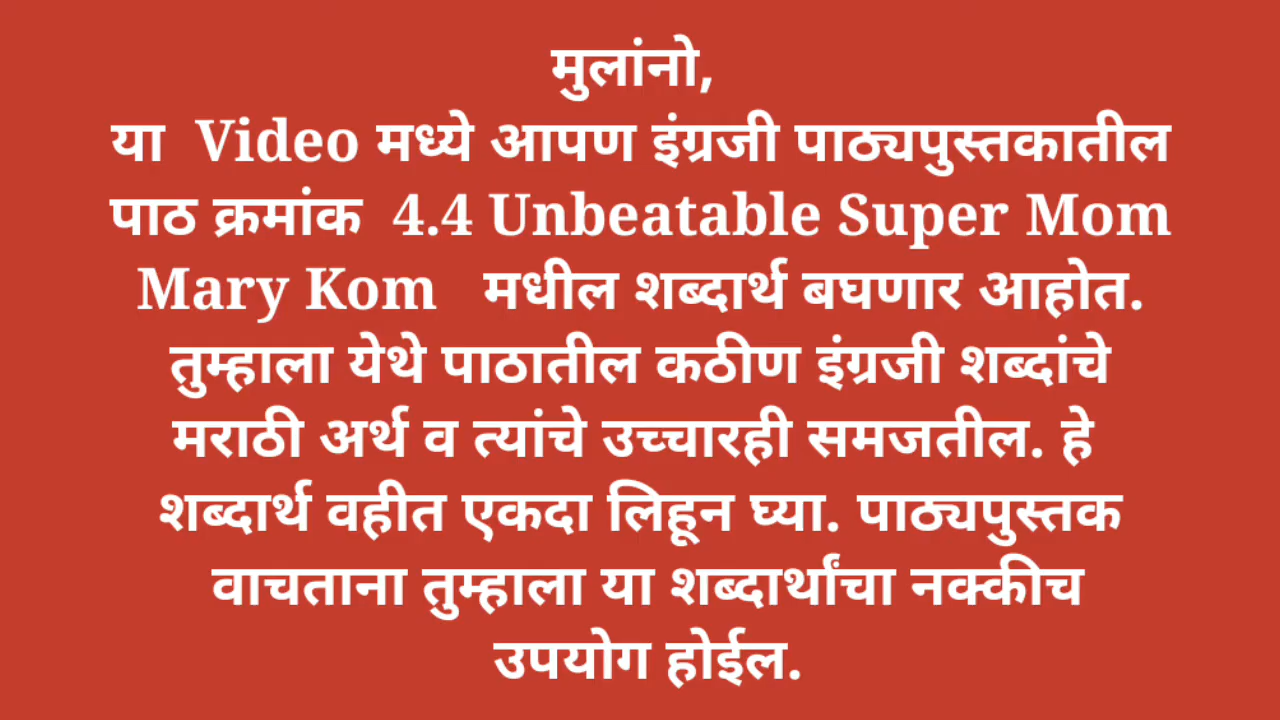 मुलांनो,
या Video मध्ये आपण इंग्रजी पाठ्यपुस्तकातील
पाठ क्रमांक 4.4 Unbeatable Super Mom
Mary Kom मधील शब्दार्थ बघणार आहोत.
तुम्हाला येथे पाठातील कठीण इंग्रजी शब्दांचे
मराठी अर्थ व त्यांचे उच्चारही समजतील. हे
शब्दार्थ वहीत एकदा लिहून घ्या. पाठ्यपुस्तक
वाचताना तुम्हाला या शब्दार्थांचा नक्कीच
उपयोग होईल.